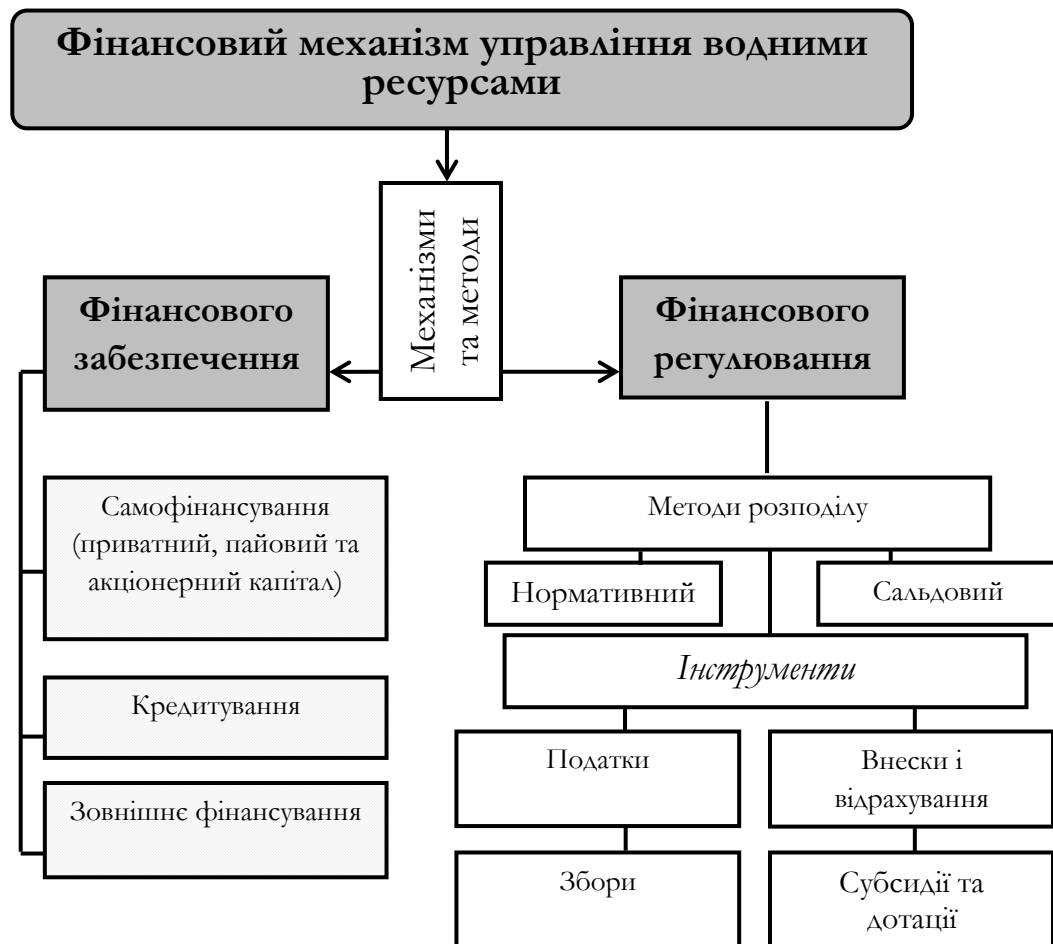 Фінансовий механізм управління водними
ресурсами
Механізми
та методи
Фінансового
забезпечення
Фінансового
регулювання
Самофінансування
(приватний, пайовий та
акціонерний капітал)
Кредитування
Зовнішнє фінансування
Методи розподілу
Нормативний
Сальдовий
Інструменти
Податки
Внески і
відрахування
Збори
Субсидії та
дотації